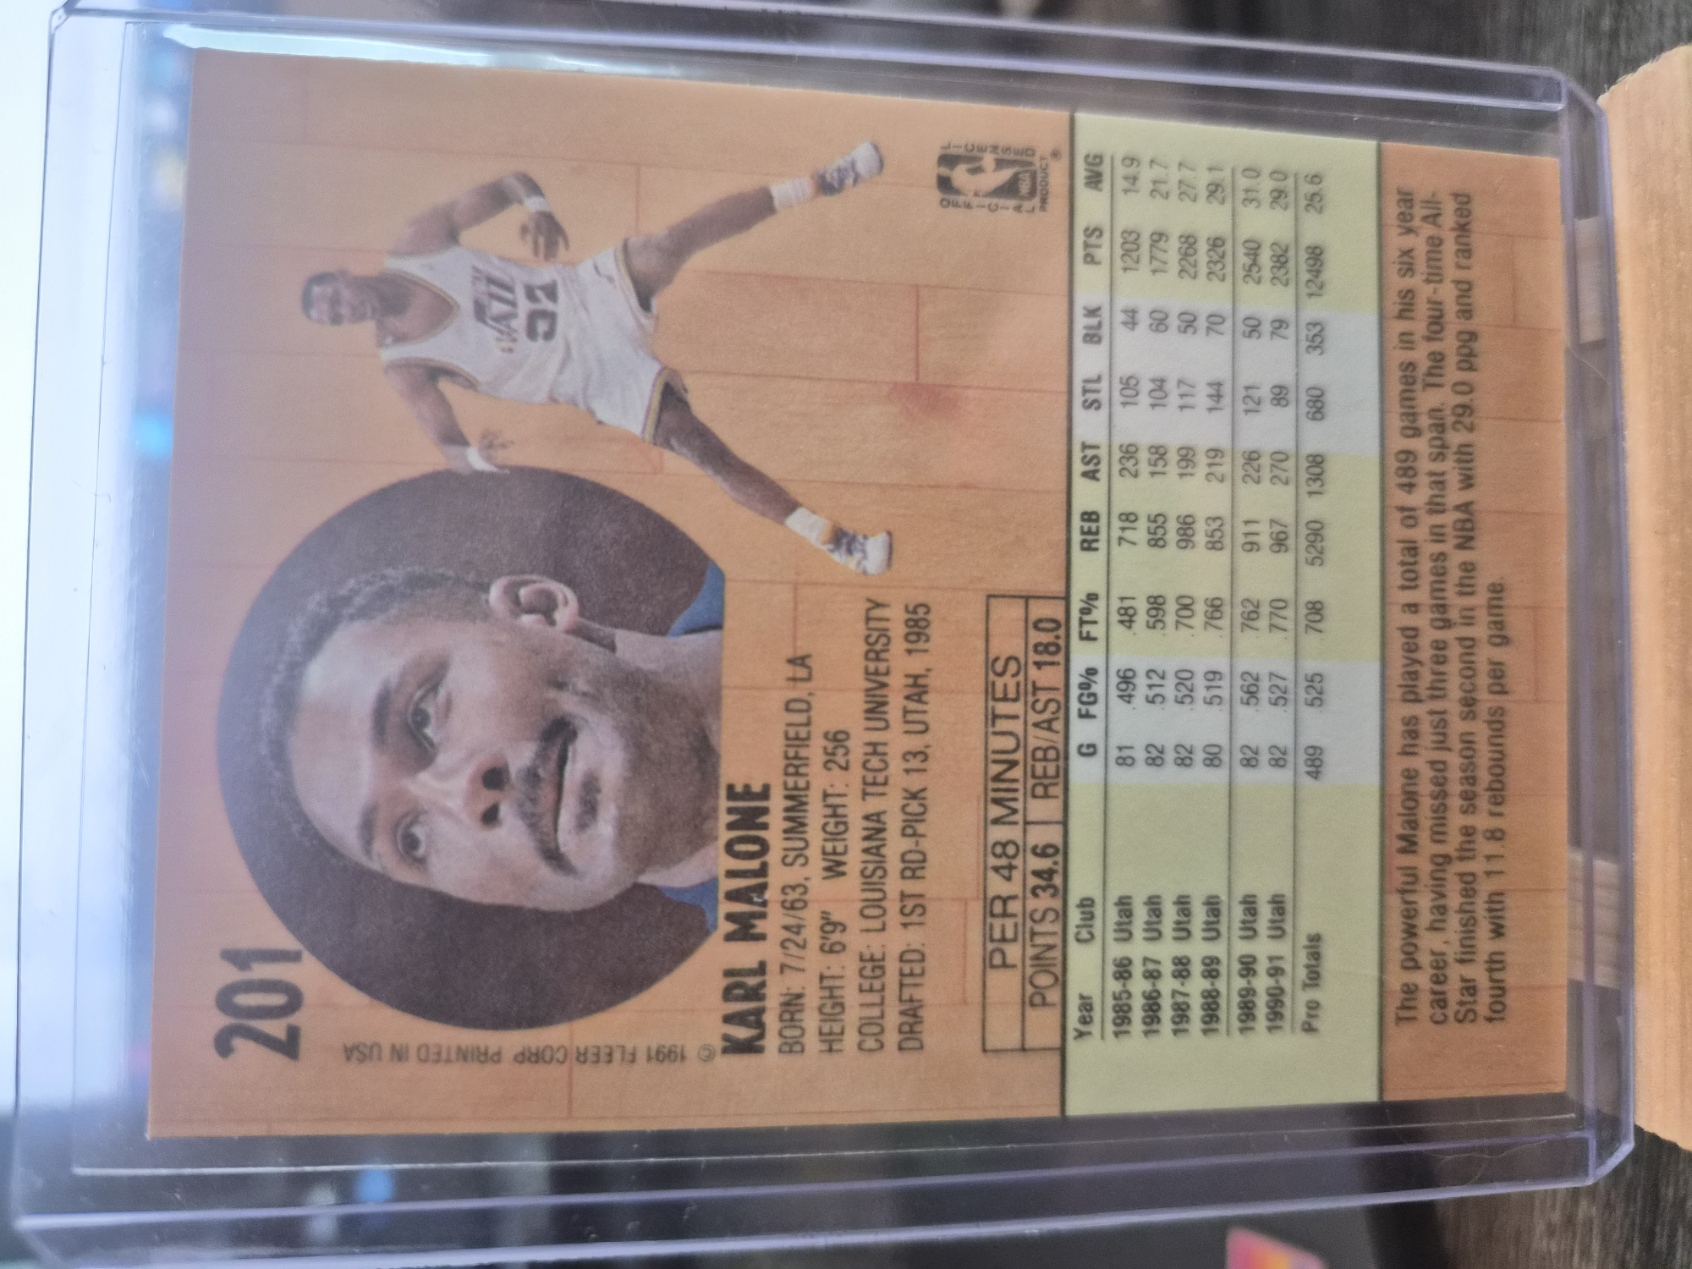 201
© 1991 FLEER CORP. PRINTED IN USA
JAZZ
32
KARL MALONE
BORN: 7/24/63, SUMMERFIELD, LA
HEIGHT: 6'9" WEIGHT: 256
COLLEGE: LOUISIANA TECH UNIVERSITY
DRAFTED: 1ST RD-PICK 13, UTAH, 1985
OFFICIAL LICENSED
NBA
PRODUCT ®
PER 48 MINUTES
POINTS 34.6 REB/AST 18.0
Year Club G FG% FT% REB AST STL BLK PTS AVG
1985-86 Utah 81 .496 .481 718 236 105 44 1203 14.9
1986-87 Utah 82 .512 .598 855 158 104 60 1779 21.7
1987-88 Utah 82 .520 .700 986 199 117 50 2268 27.7
1988-89 Utah 80 .519 .766 853 219 144 70 2326 29.1
1989-90 Utah 82 .562 .762 911 226 121 50 2540 31.0
1990-91 Utah 82 .527 .770 967 270 89 79 2382 29.0
Pro Totals 489 .525 .708 5290 1308 680 353 12498 25.6
The powerful Malone has played a total of 489 games in his six year
career, having missed just three games in that span. The four-time All-
Star finished the season second in the NBA with 29.0 ppg and ranked
fourth with 11.8 rebounds per game.